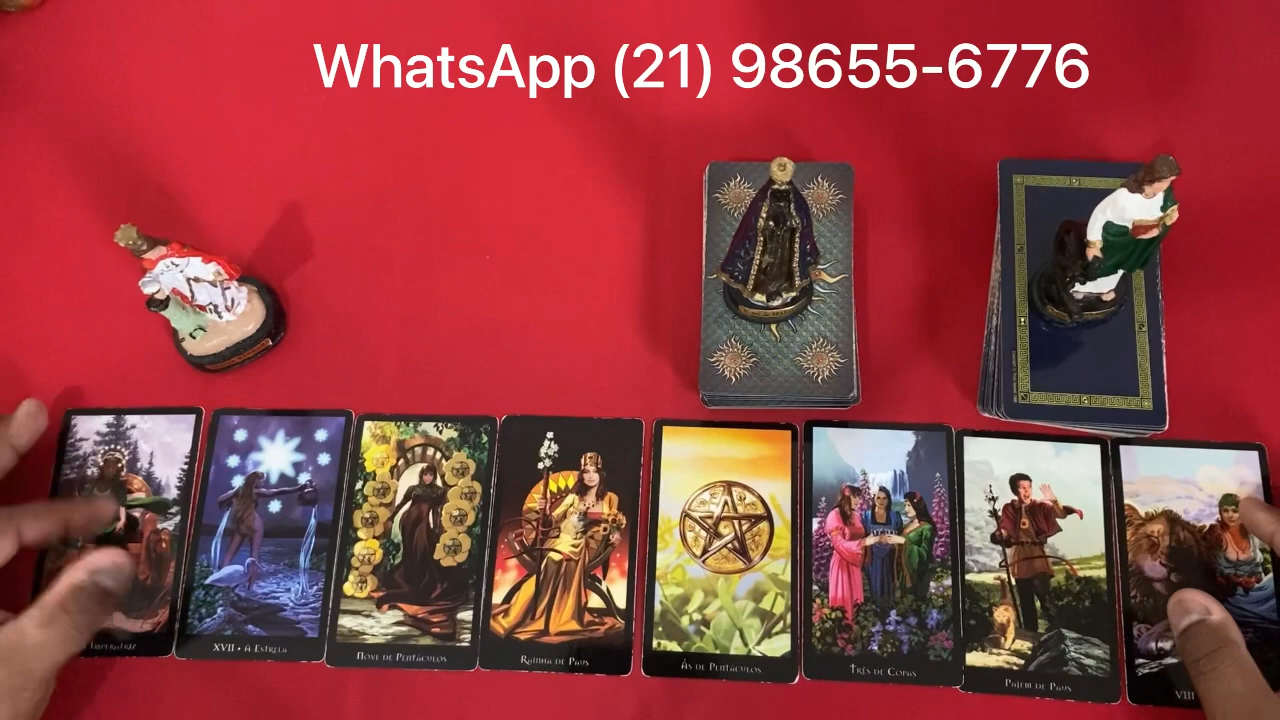 WhatsApp (21) 98655-6776
XVII • A Estrela
Nove de Pentáculos
Rainha de Paus
Ás de Pentáculos
Três de Copas
Pajem de Paus
VIII